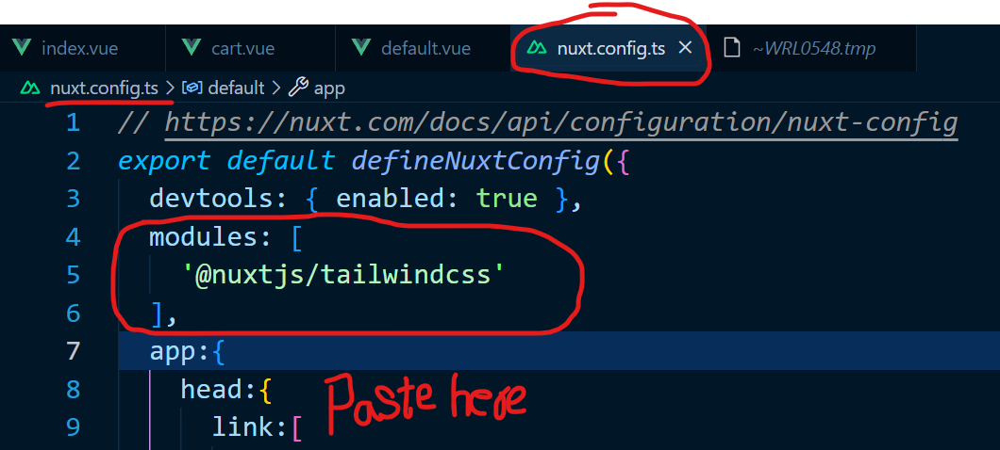 index.vue cart.vue default.vue nuxt.config.ts ~WRL0548.tmp
nuxt.config.ts > default > app
1 // https://nuxt.com/docs/api/configuration/nuxt-config
2 export default defineNuxtConfig({
3 devtools: { enabled: true },
4 modules: [
5 '@nuxtjs/tailwindcss'
6 ],
7 app:{
8 head:{
9 link:[
Paste here